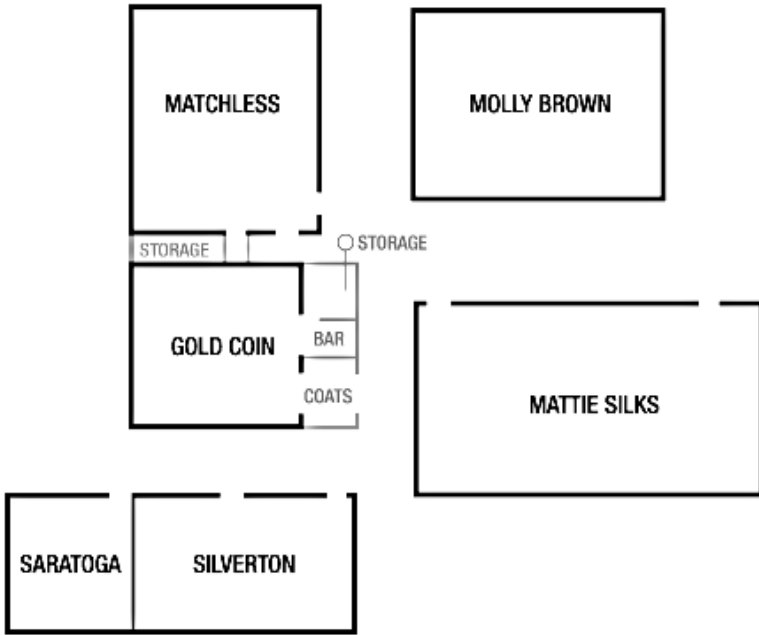 MATCHLESS
MOLLY BROWN
STORAGE
STORAGE
GOLD COIN
BAR
COATS
MATTIE SILKS
SARATOGA
SILVERTON